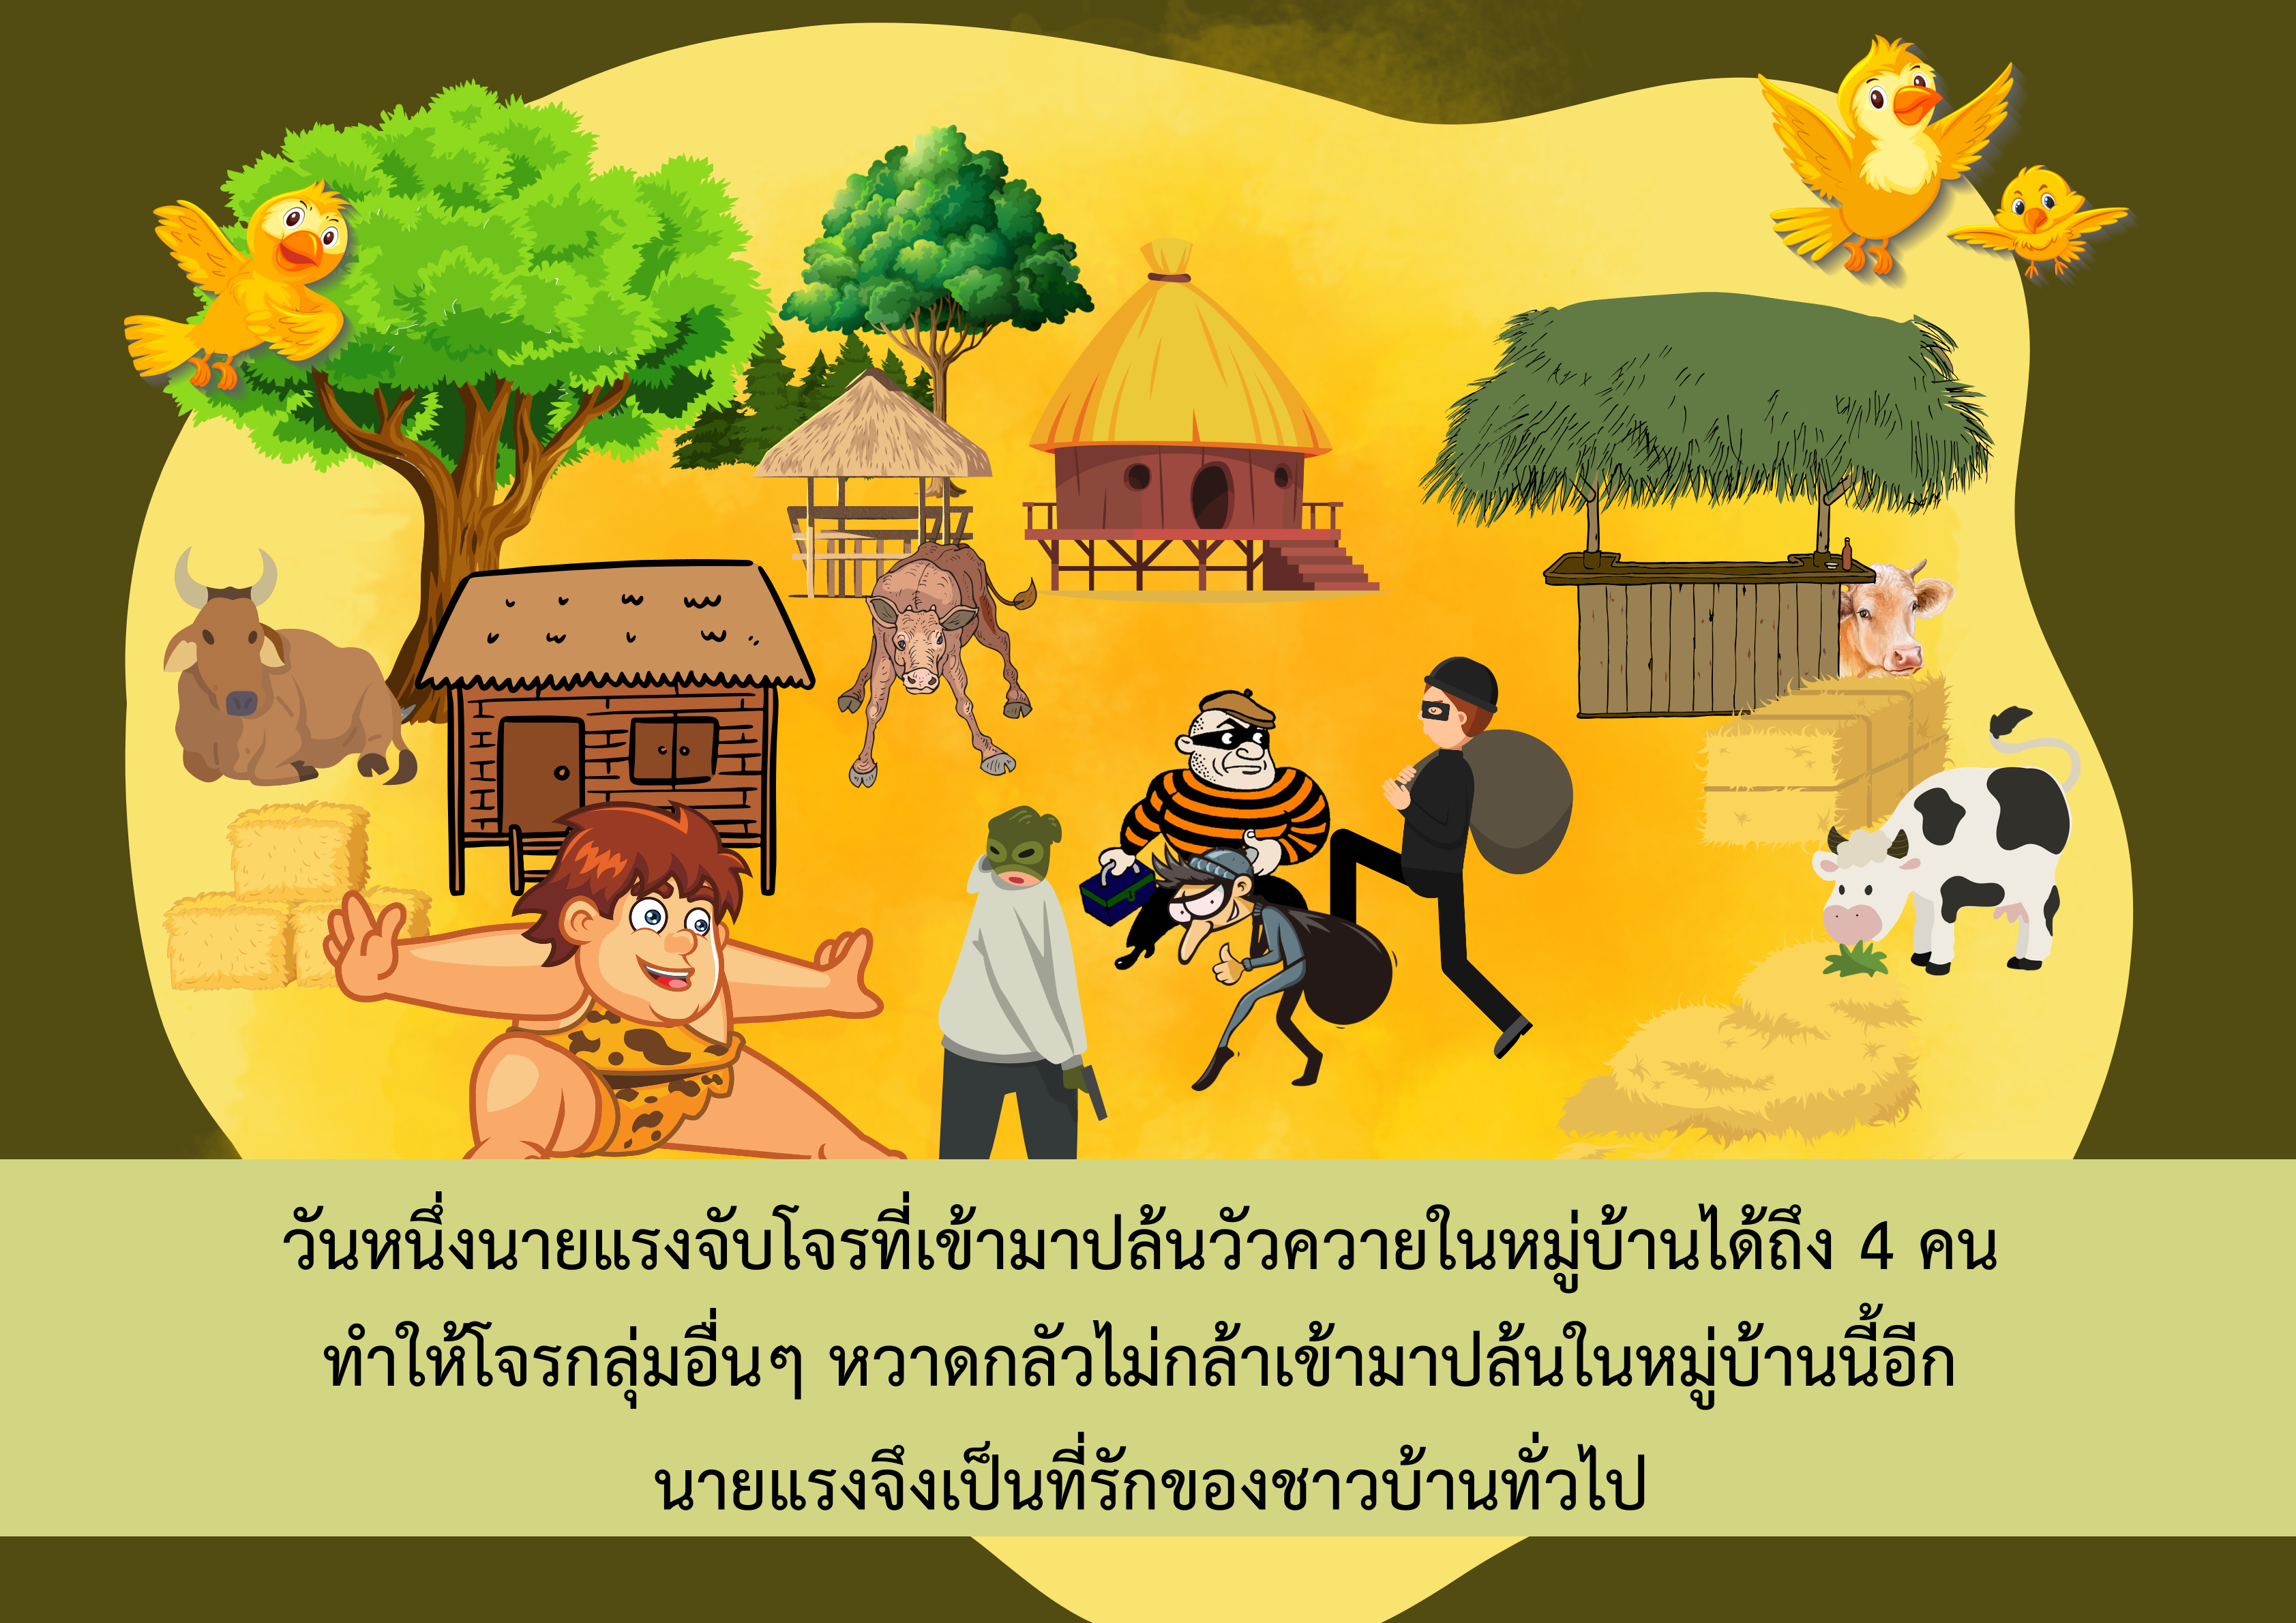 วันหนึ่งนายแรงจับโจรที่เข้ามาปล้นวัวควายในหมู่บ้านได้ถึง 4 คน
ทำให้โจรกลุ่มอื่นๆ หวาดกลัวไม่กล้าเข้ามาปล้นในหมู่บ้านนี้อีก
นายแรงจึงเป็นที่รักของชาวบ้านทั่วไป